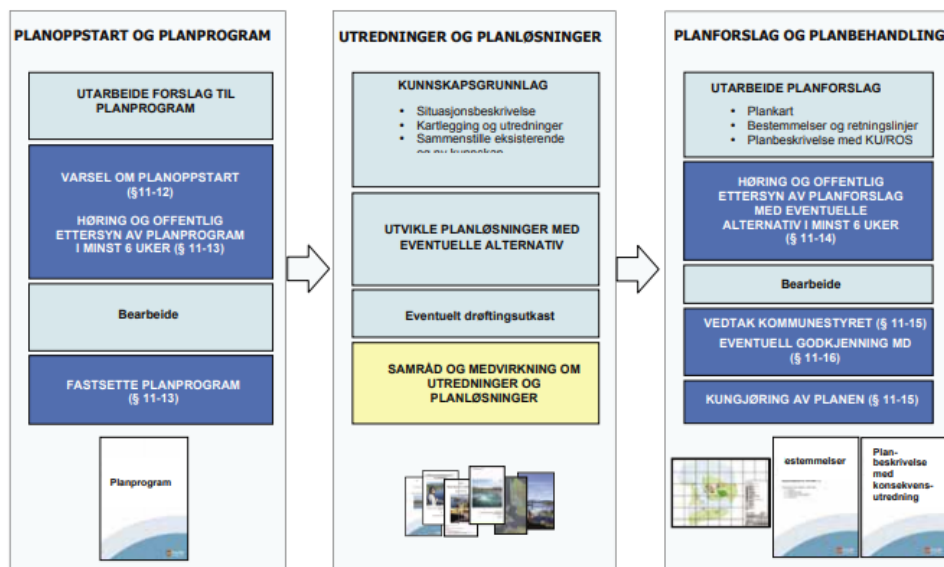 PLANOPPSTART OG PLANPROGRAM
UTARBEIDE FORSLAG TIL
PLANPROGRAM
VARSEL OM PLANOPPSTART
(§11-12)
HØRING OG OFFENTLIG
ETTERSYN AV PLANPROGRAM
I MINST 6 UKER (§ 11-13)
Bearbeide
FASTSETTE PLANPROGRAM
(§ 11-13)
Planprogram
UTREDNINGER OG PLANLØSNINGER
KUNNSKAPSGRUNNLAG
• Situasjonsbeskrivelse
• Kartlegging og utredninger
• Sammenstille eksisterende
og ny kunnskap
UTVIKLE PLANLØSNINGER MED
EVENTUELLE ALTERNATIV
Eventuelt drøftingsutkast
SAMRÅD OG MEDVIRKNING OM
UTREDNINGER OG
PLANLØSNINGER
PLANFORSLAG OG PLANBEHANDLING
UTARBEIDE PLANFORSLAG
• Plankart
• Bestemmelser og retningslinjer
• Planbeskrivelse med KU/ROS
HØRING OG OFFENTLIG
ETTERSYN AV PLANFORSLAG
MED EVENTUELLE
ALTERNATIV I MINST 6 UKER
(§ 11-14)
Bearbeide
VEDTAK KOMMUNESTYRET (§ 11-15)
EVENTUELL GODKJENNING MD
(§ 11-16)
KUNGJØRING AV PLANEN (§ 11-15)
estemmelser
Plan-
beskrivelse
med
konsekvens-
utredning